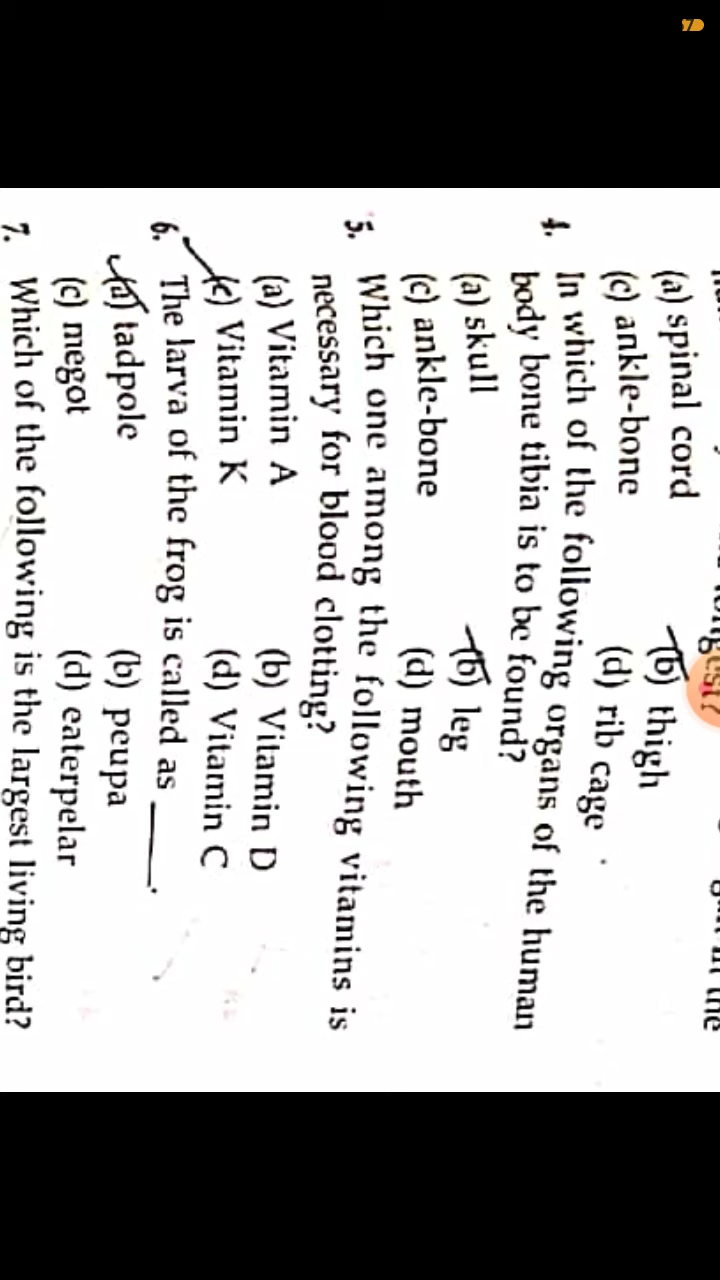 (a) spinal cord (b) thigh
(c) ankle-bone (d) rib cage
4. In which of the following organs of the human
body bone tibia is to be found?
(a) skull (b) leg
(c) ankle-bone (d) mouth
5. Which one among the following vitamins is
necessary for blood clotting?
(a) Vitamin A (b) Vitamin D
(c) Vitamin K (d) Vitamin C
6. The larva of the frog is called as ____.
(a) tadpole (b) pcupa
(c) megot (d) eaterpelar
7. Which of the following is the largest living bird?